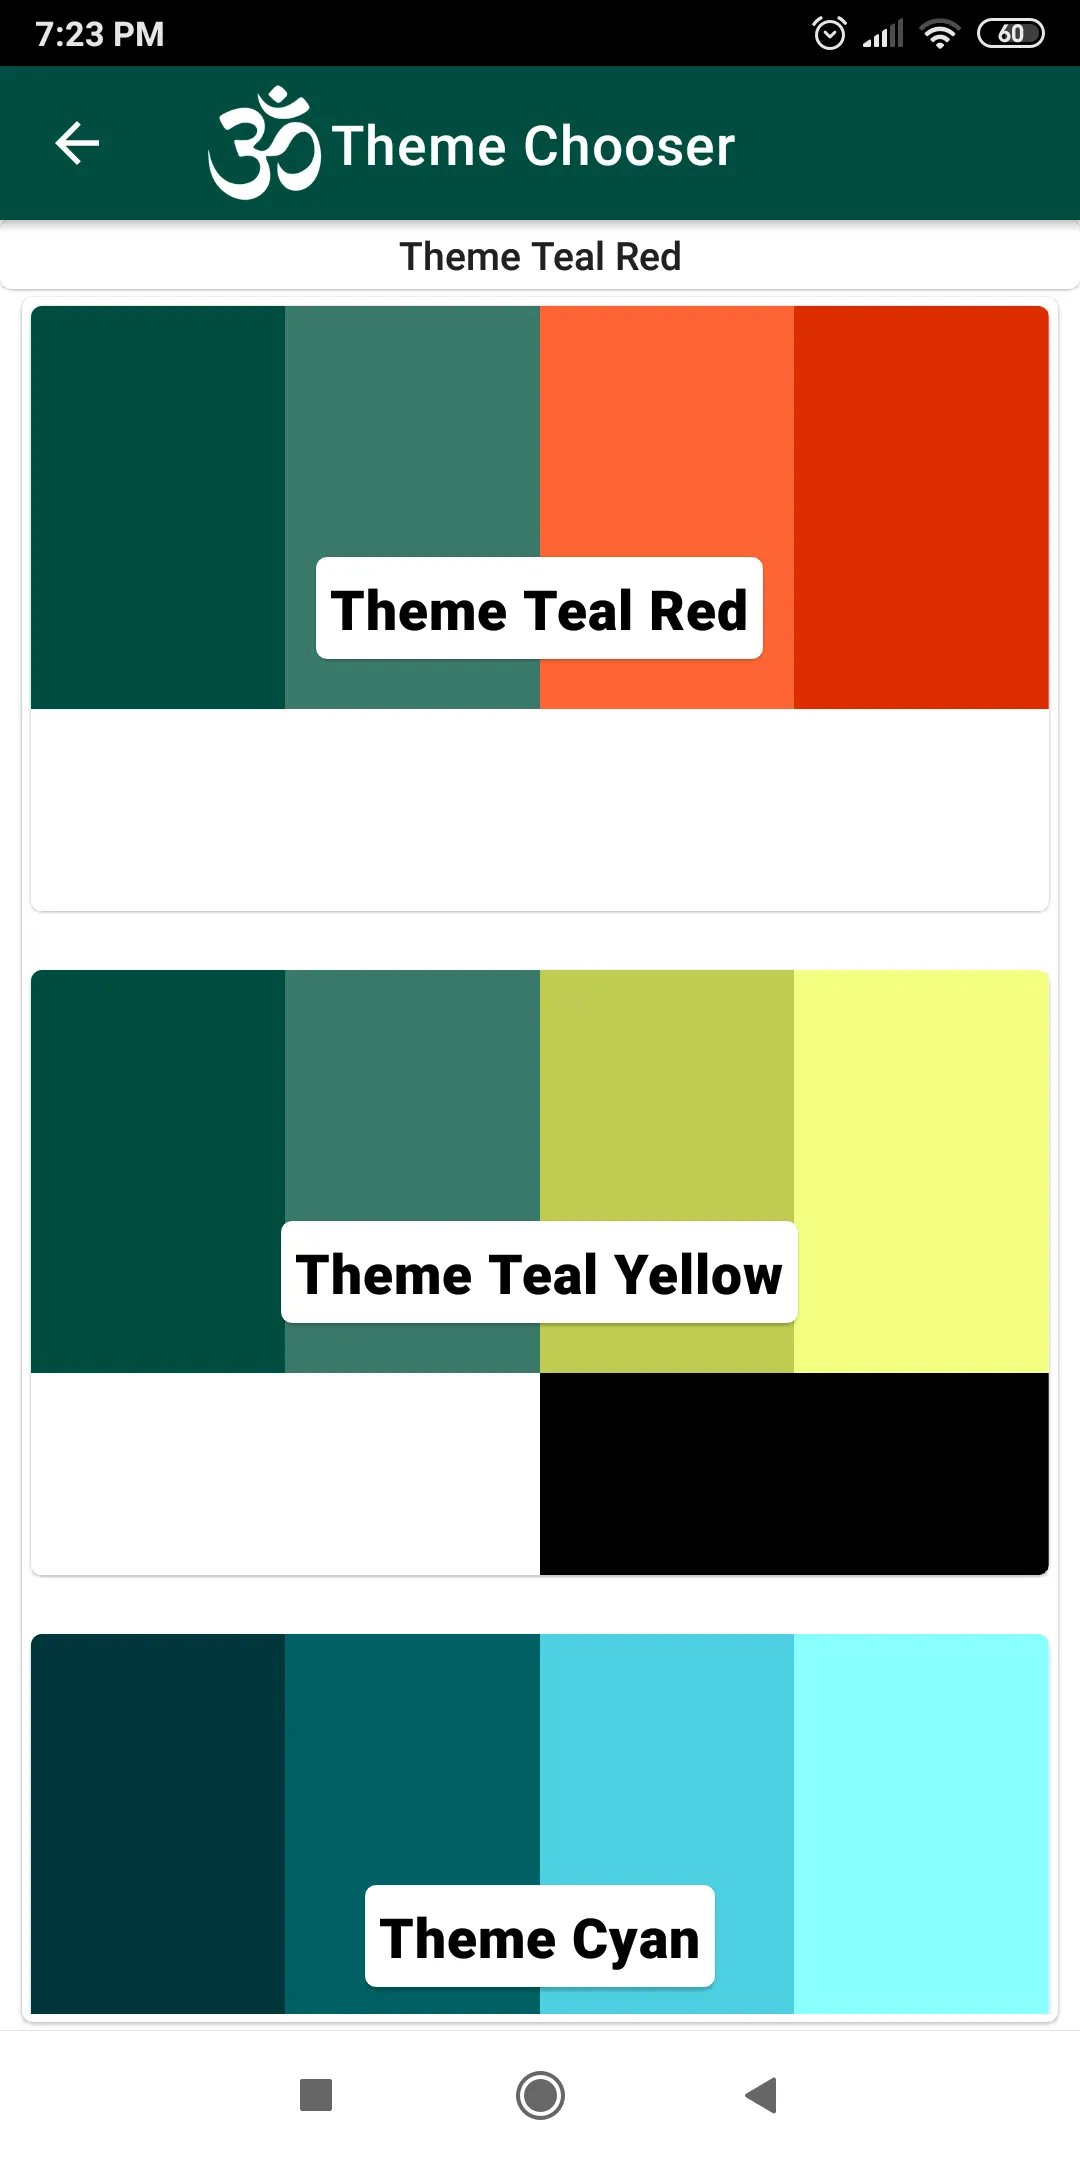 7:23 PM
60
ॐ Theme Chooser
Theme Teal Red
Theme Teal Red
Theme Teal Yellow
Theme Cyan